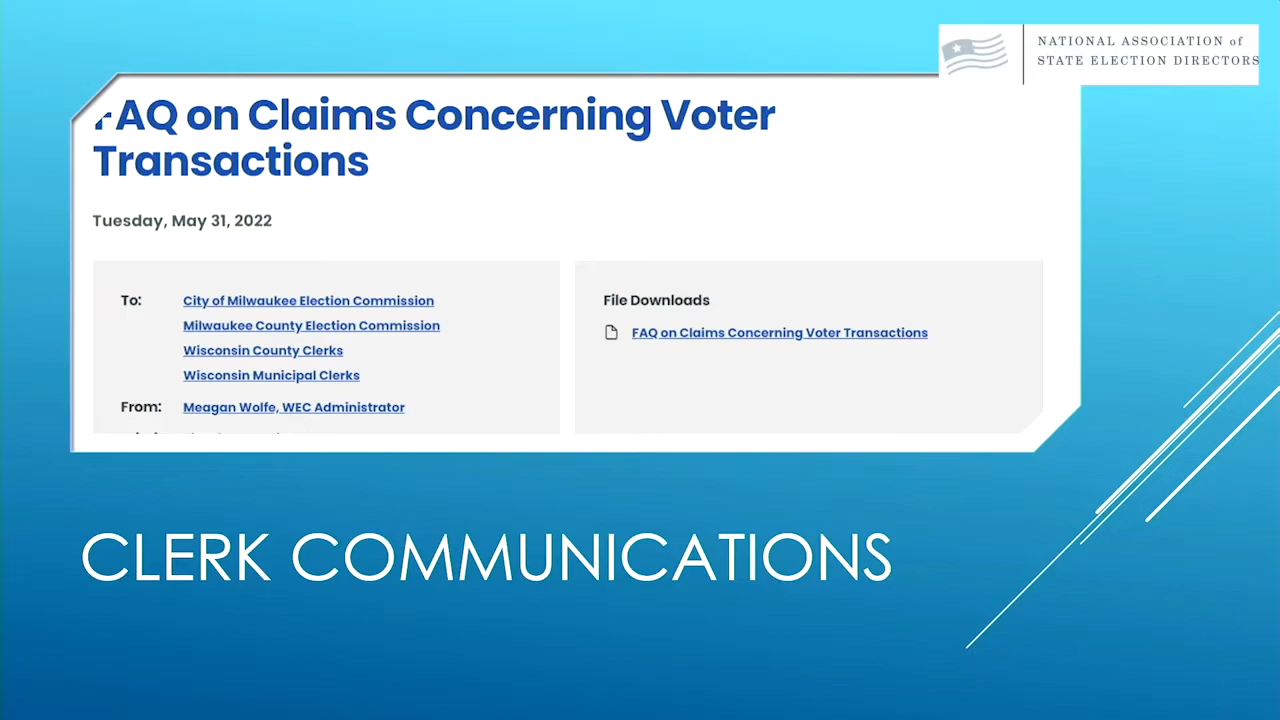 NATIONAL ASSOCIATION of
STATE ELECTION DIRECTORS
FAQ on Claims Concerning Voter
Transactions
Tuesday, May 31, 2022
To: City of Milwaukee Election Commission
Milwaukee County Election Commission
Wisconsin County Clerks
Wisconsin Municipal Clerks
From: Meagan Wolfe, WEC Administrator
File Downloads
FAQ on Claims Concerning Voter Transactions
CLERK COMMUNICATIONS